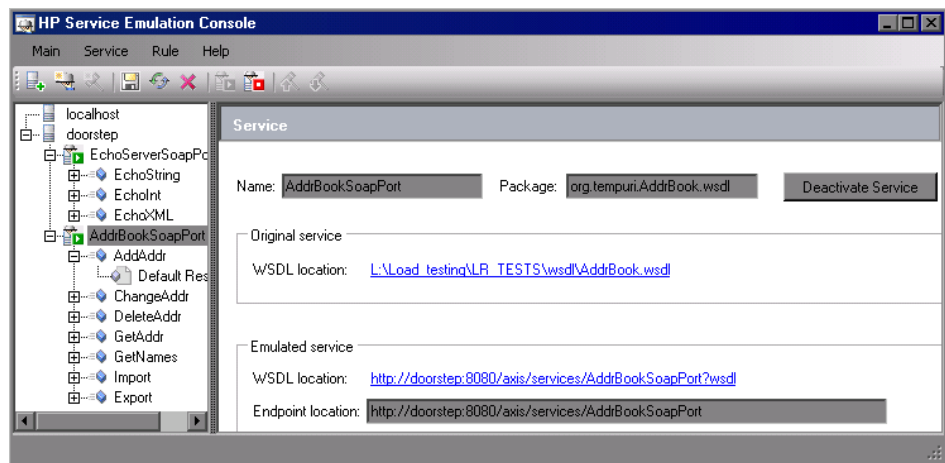 HP Service Emulation Console
Main Service Rule Help
localhost
doorstep
EchoServerSoapPo
EchoString
EchoInt
EchoXML
AddrBookSoapPort
AddAddr
Default Res
ChangeAddr
DeleteAddr
GetAddr
GetNames
Import
Export
Service
Name: AddrBookSoapPort Package: org.tempuri.AddrBook.wsdl Deactivate Service
Original service
WSDL location: L:\Load_testing\LR_TESTS\wsdl\AddrBook.wsdl
Emulated service
WSDL location: http://doorstep:8080/axis/services/AddrBookSoapPort?wsdl
Endpoint location: http://doorstep:8080/axis/services/AddrBookSoapPort